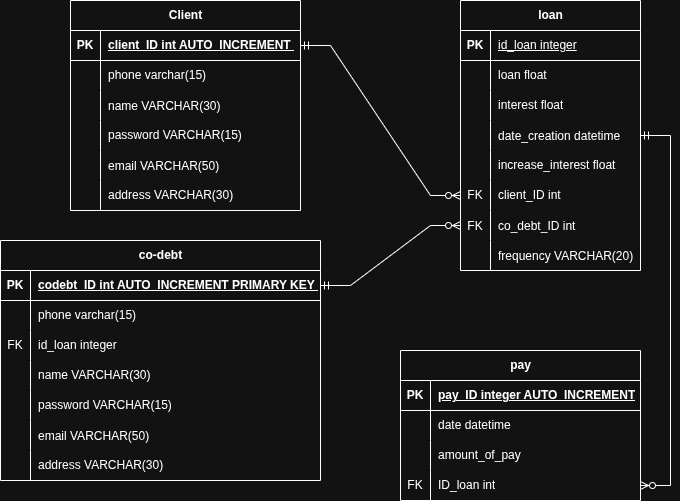 Client
PK client_ID int AUTO_INCREMENT
phone varchar(15)
name VARCHAR(30)
password VARCHAR(15)
email VARCHAR(50)
address VARCHAR(30)
loan
PK id_loan integer
loan float
interest float
date_creation datetime
increase_interest float
FK client_ID int
FK co_debt_ID int
frequency VARCHAR(20)
co-debt
PK codebt_ID int AUTO_INCREMENT PRIMARY KEY
phone varchar(15)
FK id_loan integer
name VARCHAR(30)
password VARCHAR(15)
email VARCHAR(50)
address VARCHAR(30)
pay
PK pay_ID integer AUTO_INCREMENT
date datetime
amount_of_pay
FK ID_loan int